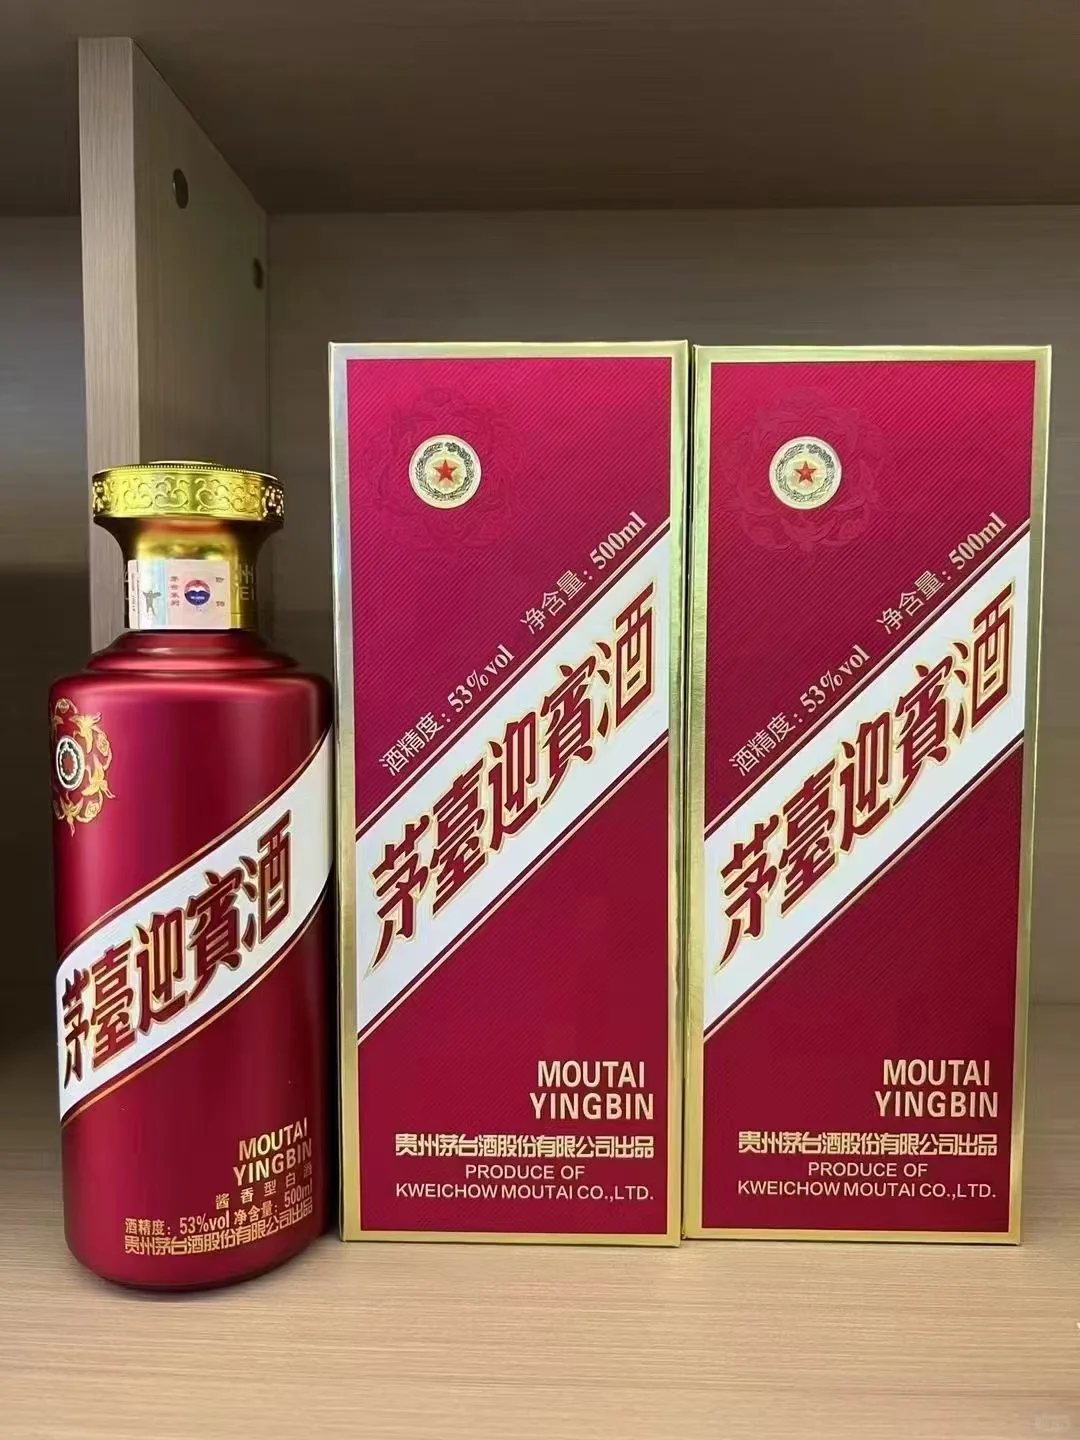 茅臺迎賓酒
MOUTAI
YINGBIN
酱香型白酒
酒精度：53%vol 净含量：500ml
贵州茅台酒股份有限公司出品
酒精度：53%vol 净含量：500ml
茅臺迎賓酒
MOUTAI
YINGBIN
贵州茅台酒股份有限公司出品
PRODUCE OF
KWEICHOW MOUTAI CO.,LTD.
酒精度：53%vol 净含量：500ml
茅臺迎賓酒
MOUTAI
YINGBIN
贵州茅台酒股份有限公司出品
PRODUCE OF
KWEICHOW MOUTAI CO.,LTD.